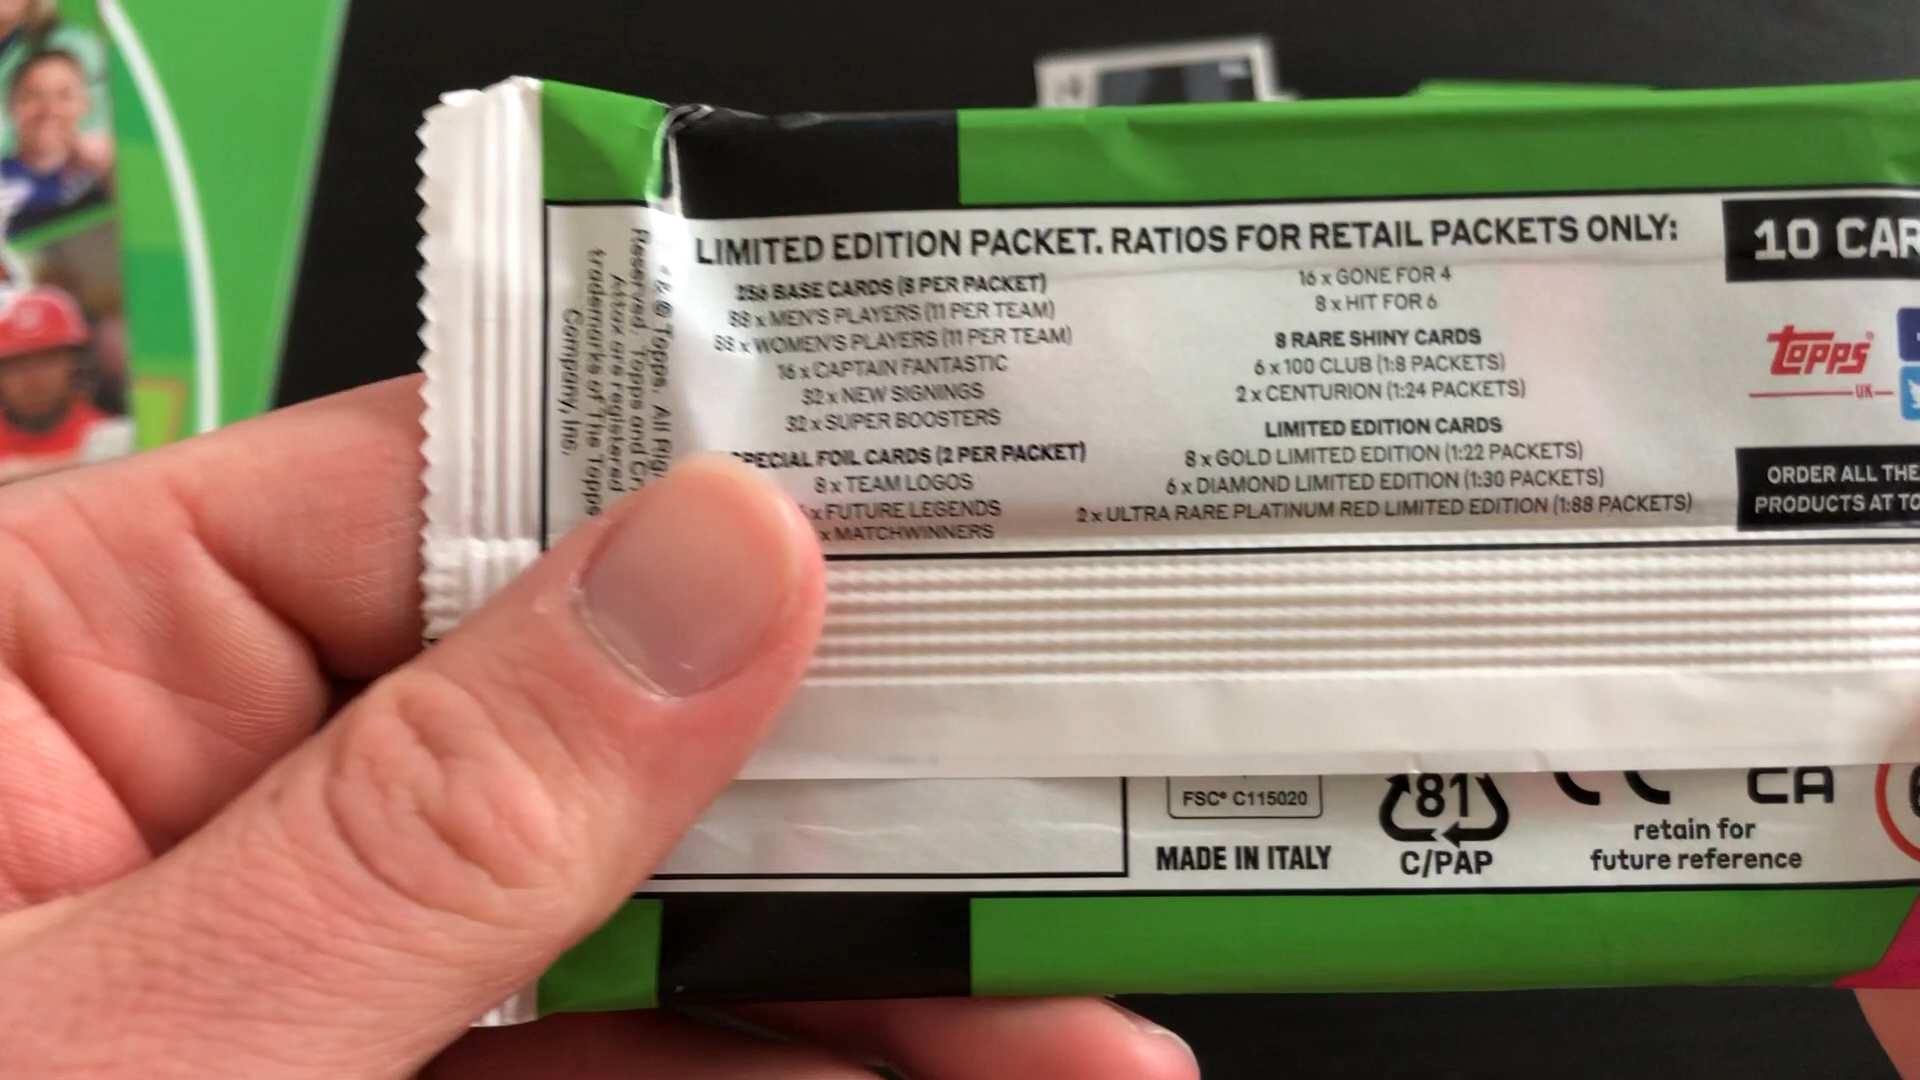 LIMITED EDITION PACKET. RATIOS FOR RETAIL PACKETS ONLY:
256 BASE CARDS (8 PER PACKET)
88 x MEN'S PLAYERS (11 PER TEAM)
88 x WOMEN'S PLAYERS (11 PER TEAM)
16 x CAPTAIN FANTASTIC
32 x NEW SIGNINGS
32 x SUPER BOOSTERS
SPECIAL FOIL CARDS (2 PER PACKET)
8 x TEAM LOGOS
x FUTURE LEGENDS
x MATCHWINNERS
16 x GONE FOR 4
8 x HIT FOR 6
8 RARE SHINY CARDS
6 x 100 CLUB (1:8 PACKETS)
2 x CENTURION (1:24 PACKETS)
LIMITED EDITION CARDS
8 x GOLD LIMITED EDITION (1:22 PACKETS)
6 x DIAMOND LIMITED EDITION (1:30 PACKETS)
2 x ULTRA RARE PLATINUM RED LIMITED EDITION (1:88 PACKETS)
10 CAR
TOPPS
UK
ORDER ALL THE
PRODUCTS AT TO
& © Topps. All Rig
Reserved. Topps and Cr
Attax are registered
trademarks of The Topps
Company, Inc.
FSC® C115020
MADE IN ITALY
81
C/PAP
CA
retain for
future reference